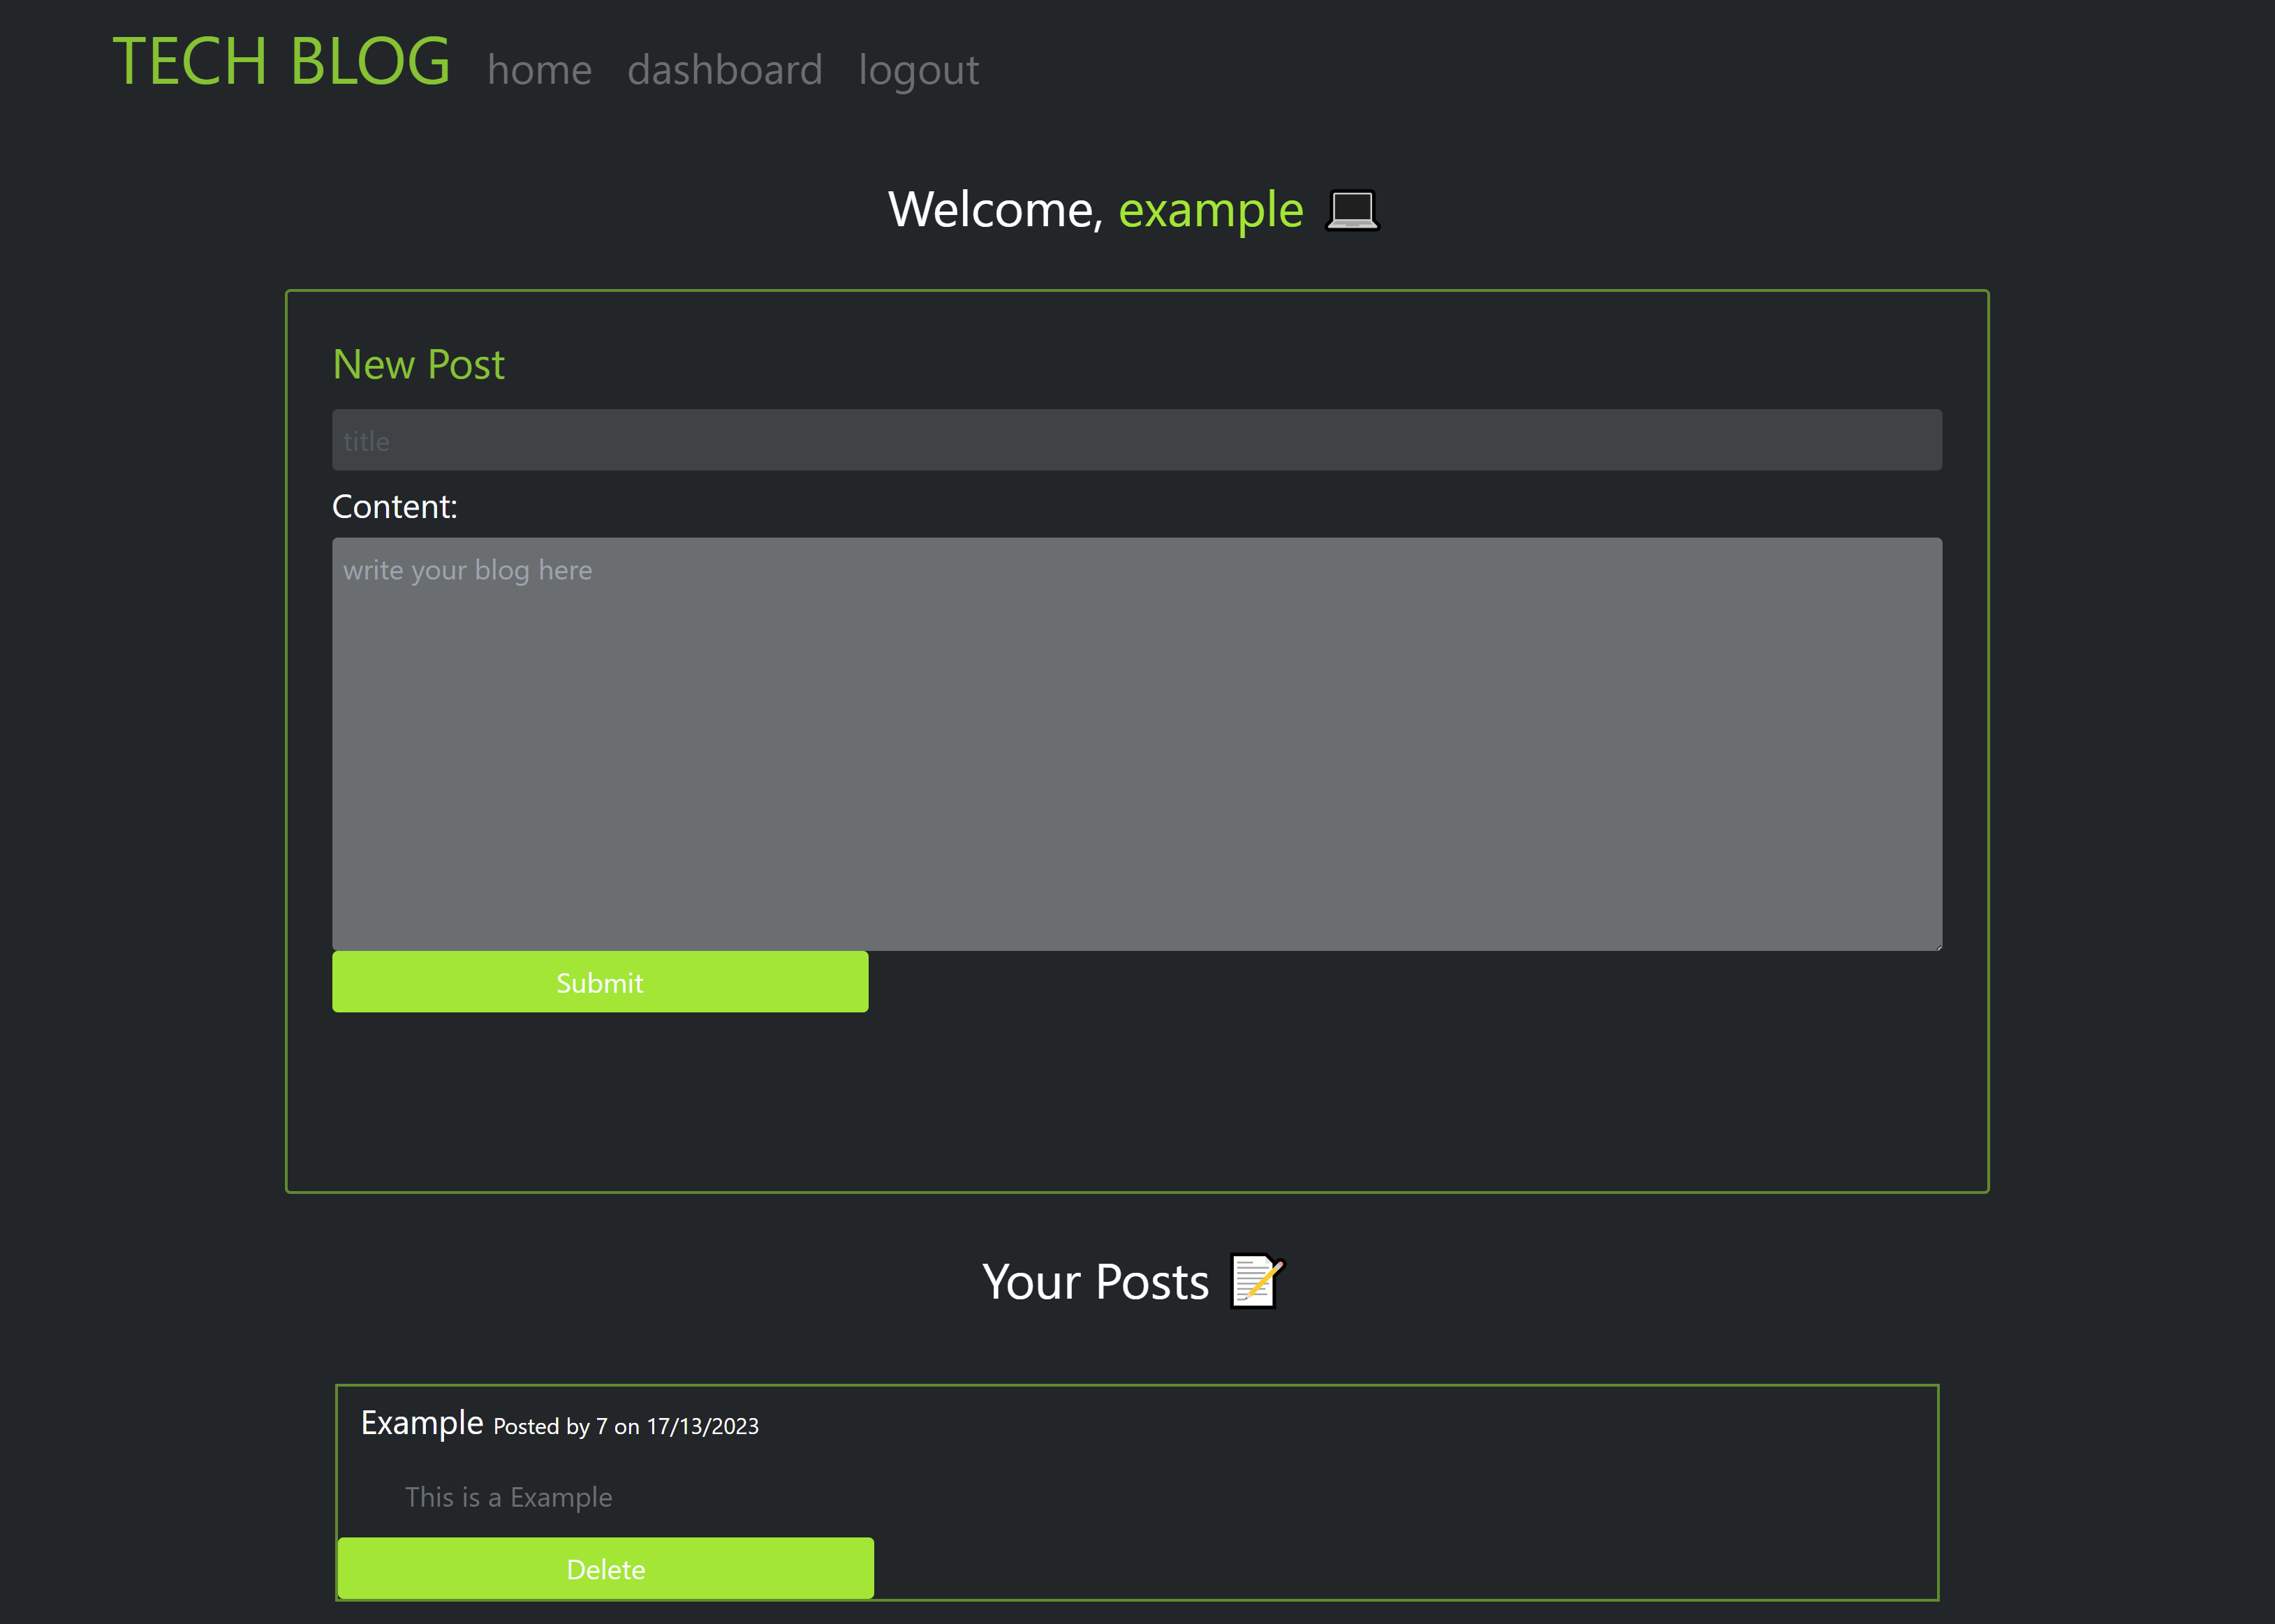 TECH BLOG home dashboard logout
Welcome, example 💻
New Post
title
Content:
write your blog here
Submit
Your Posts 📝
Example Posted by 7 on 17/13/2023
This is a Example
Delete